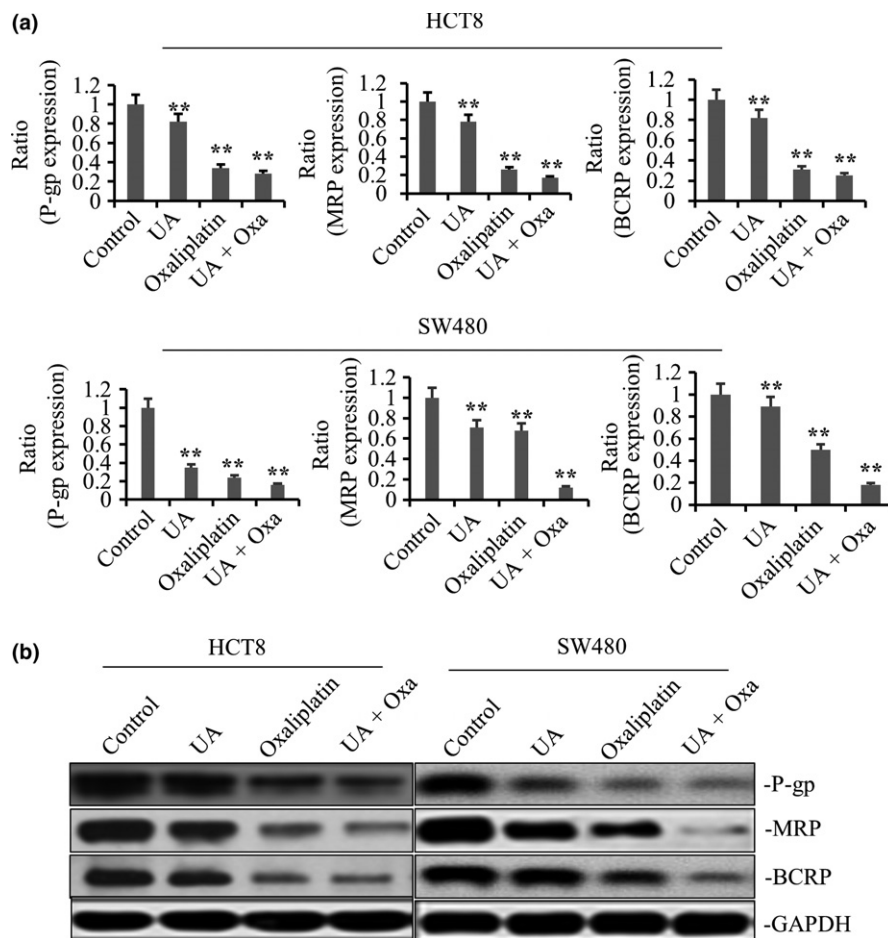 (a)
HCT8
Ratio
(P-gp expression)
1.2
1
0.8
0.6
0.4
0.2
0
**
**
**
Control
UA
Oxaliplatin
UA + Oxa
Ratio
(MRP expression)
1.2
1
0.8
0.6
0.4
0.2
0
**
**
**
Control
UA
Oxaliplatin
UA + Oxa
Ratio
(BCRP expression)
1.2
1
0.8
0.6
0.4
0.2
0
**
**
**
Control
UA
Oxaliplatin
UA + Oxa
SW480
Ratio
(P-gp expression)
1.2
1
0.8
0.6
0.4
0.2
0
**
**
**
Control
UA
Oxaliplatin
UA + Oxa
Ratio
(MRP expression)
1.2
1
0.8
0.6
0.4
0.2
0
**
**
**
Control
UA
Oxaliplatin
UA + Oxa
Ratio
(BCRP expression)
1.2
1
0.8
0.6
0.4
0.2
0
**
**
**
Control
UA
Oxaliplatin
UA + Oxa
(b)
HCT8
SW480
Control
UA
Oxaliplatin
UA + Oxa
Control
UA
Oxaliplatin
UA + Oxa
-P-gp
-MRP
-BCRP
-GAPDH